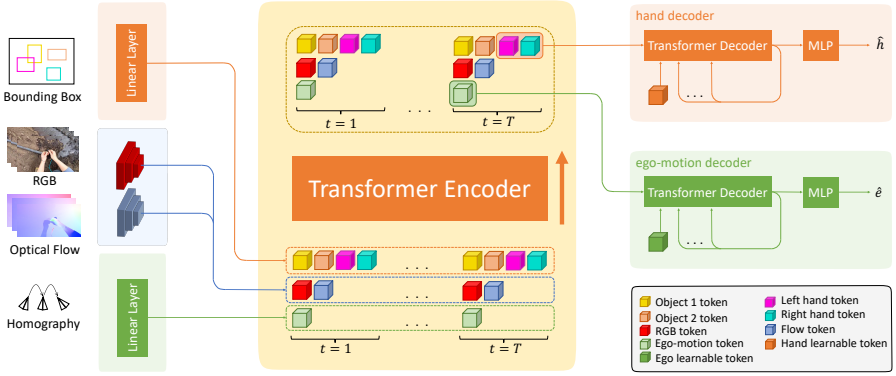 Bounding Box
RGB
Optical Flow
Homography
Linear Layer
Linear Layer
t = 1
. . .
t = T
Transformer Encoder
. . .
. . .
. . .
t = 1
t = T
hand decoder
Transformer Decoder
MLP
ĥ
. . .
ego-motion decoder
Transformer Decoder
MLP
ê
. . .
Object 1 token
Object 2 token
RGB token
Ego-motion token
Ego learnable token
Left hand token
Right hand token
Flow token
Hand learnable token